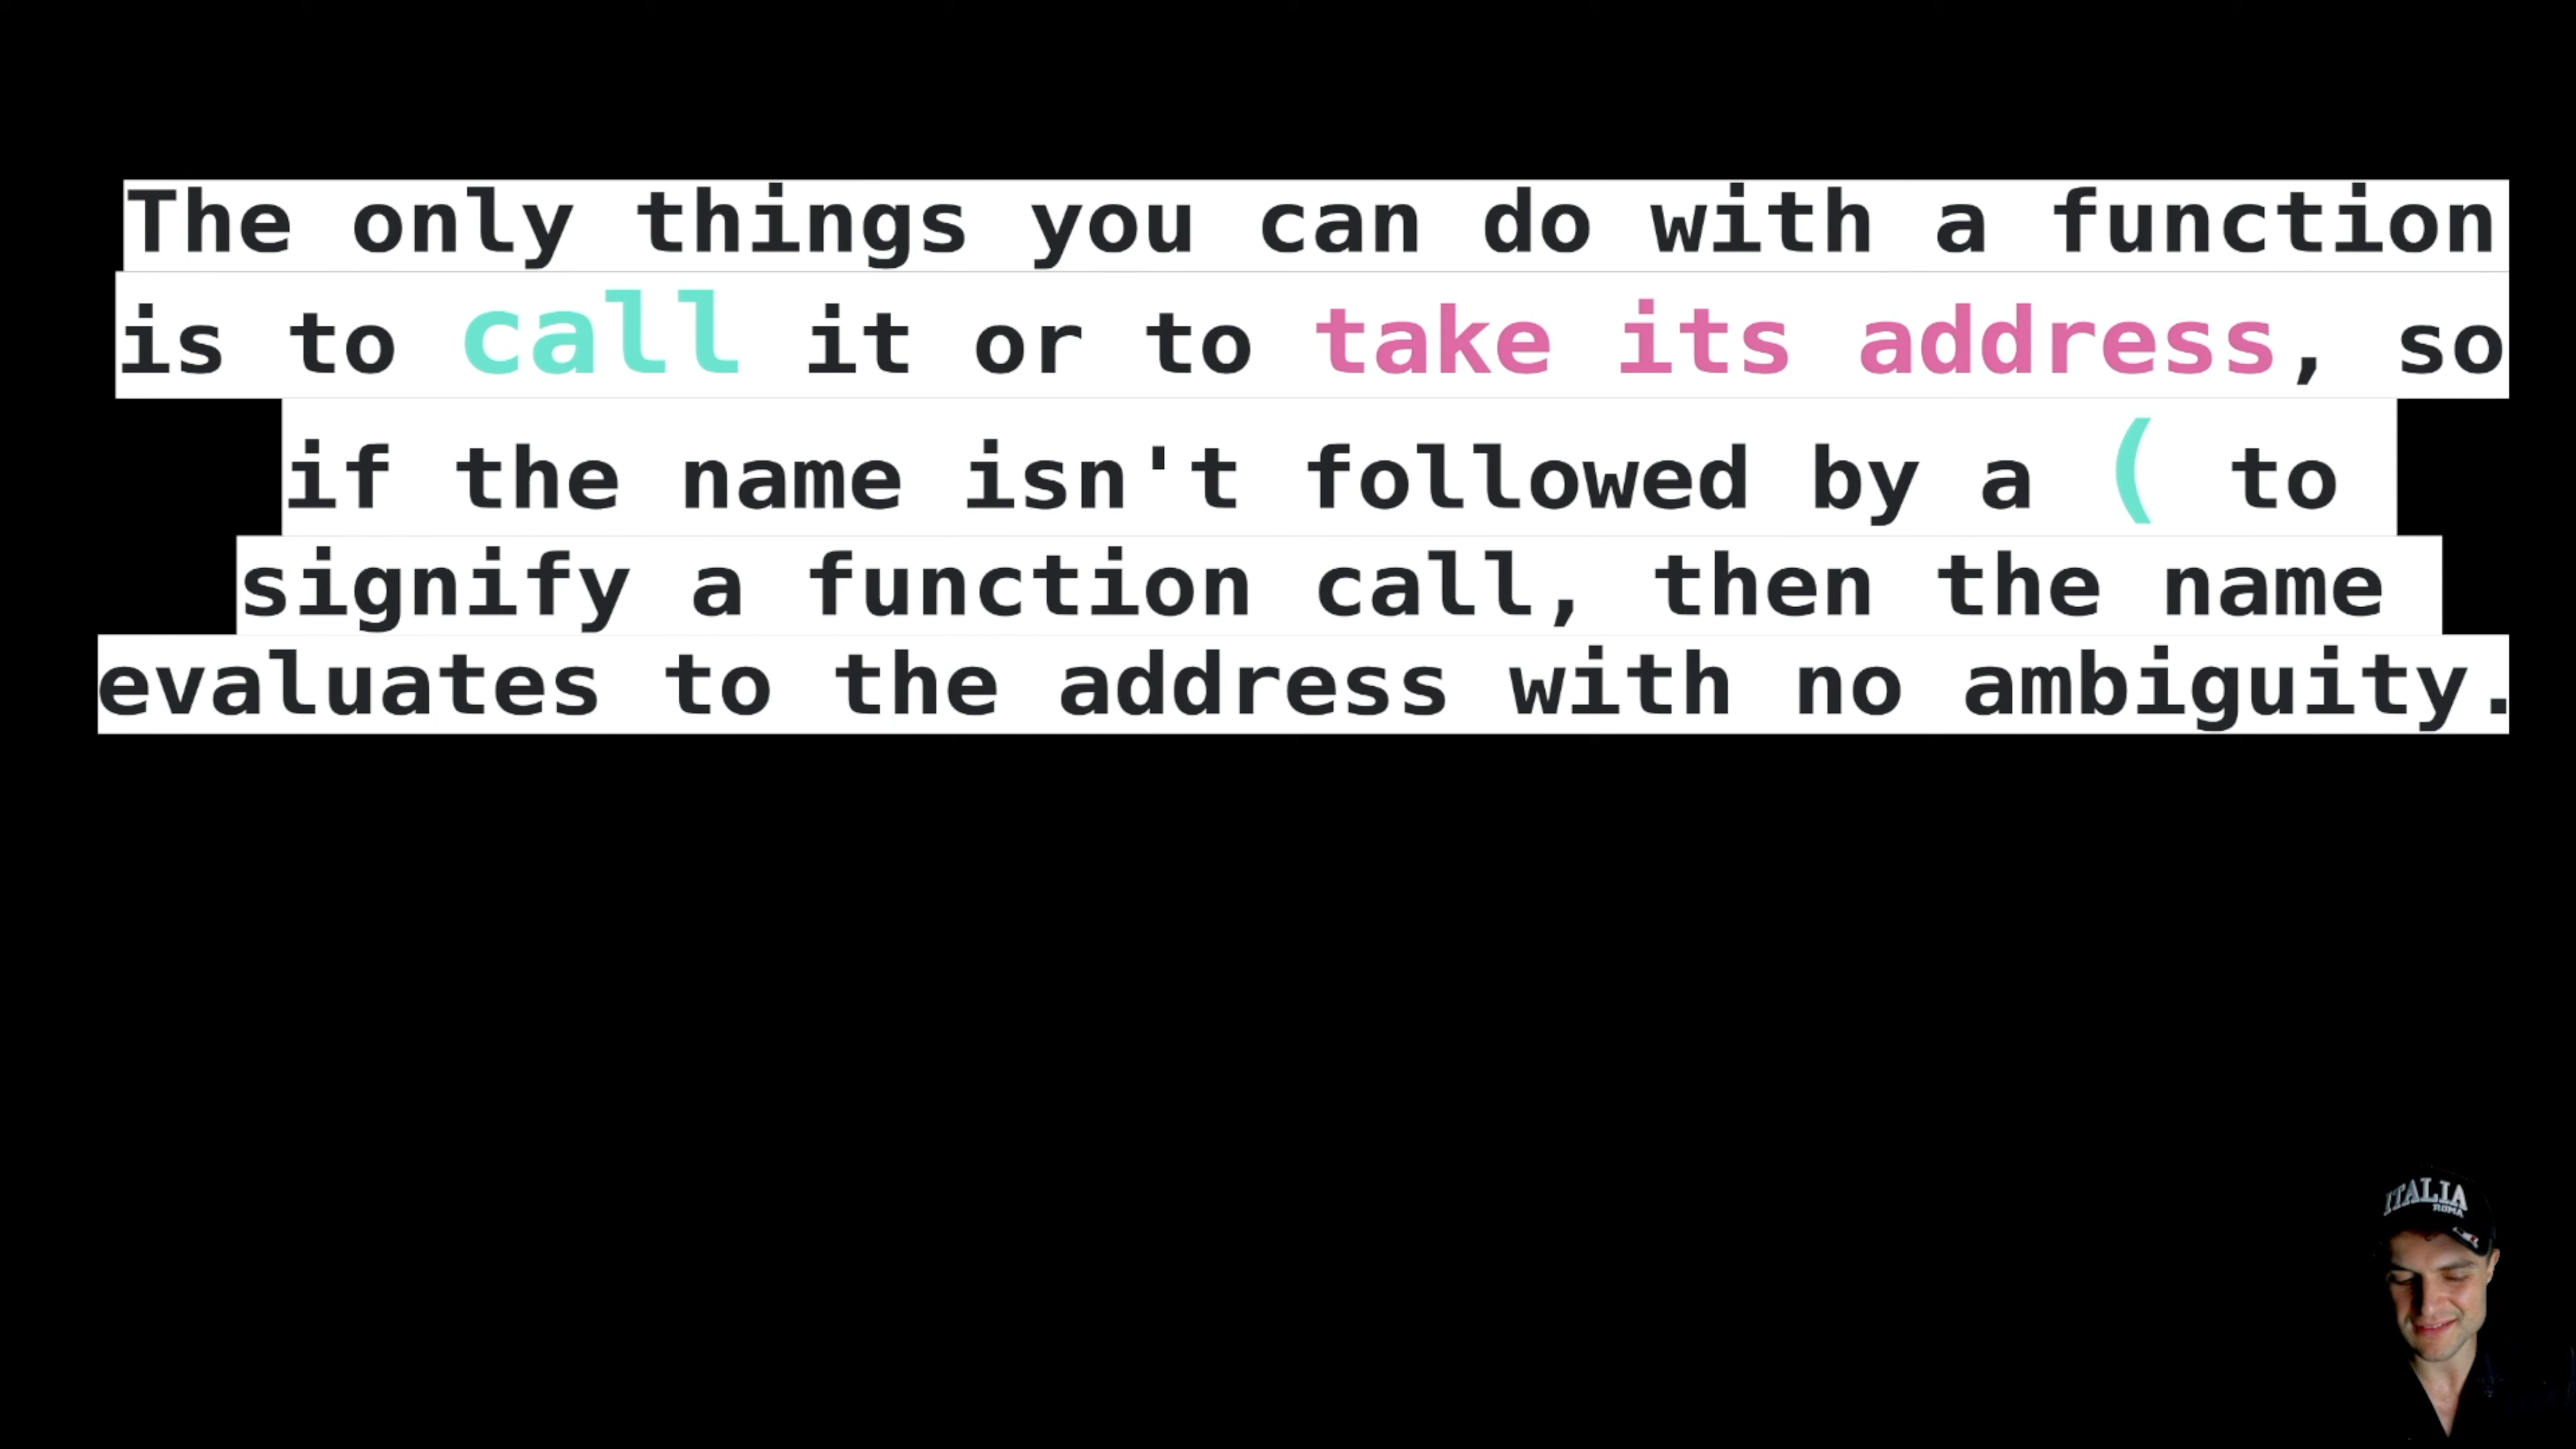 The only things you can do with a function
is to call it or to take its address, so
if the name isn't followed by a ( to
signify a function call, then the name
evaluates to the address with no ambiguity.
ITALIA
ROMA